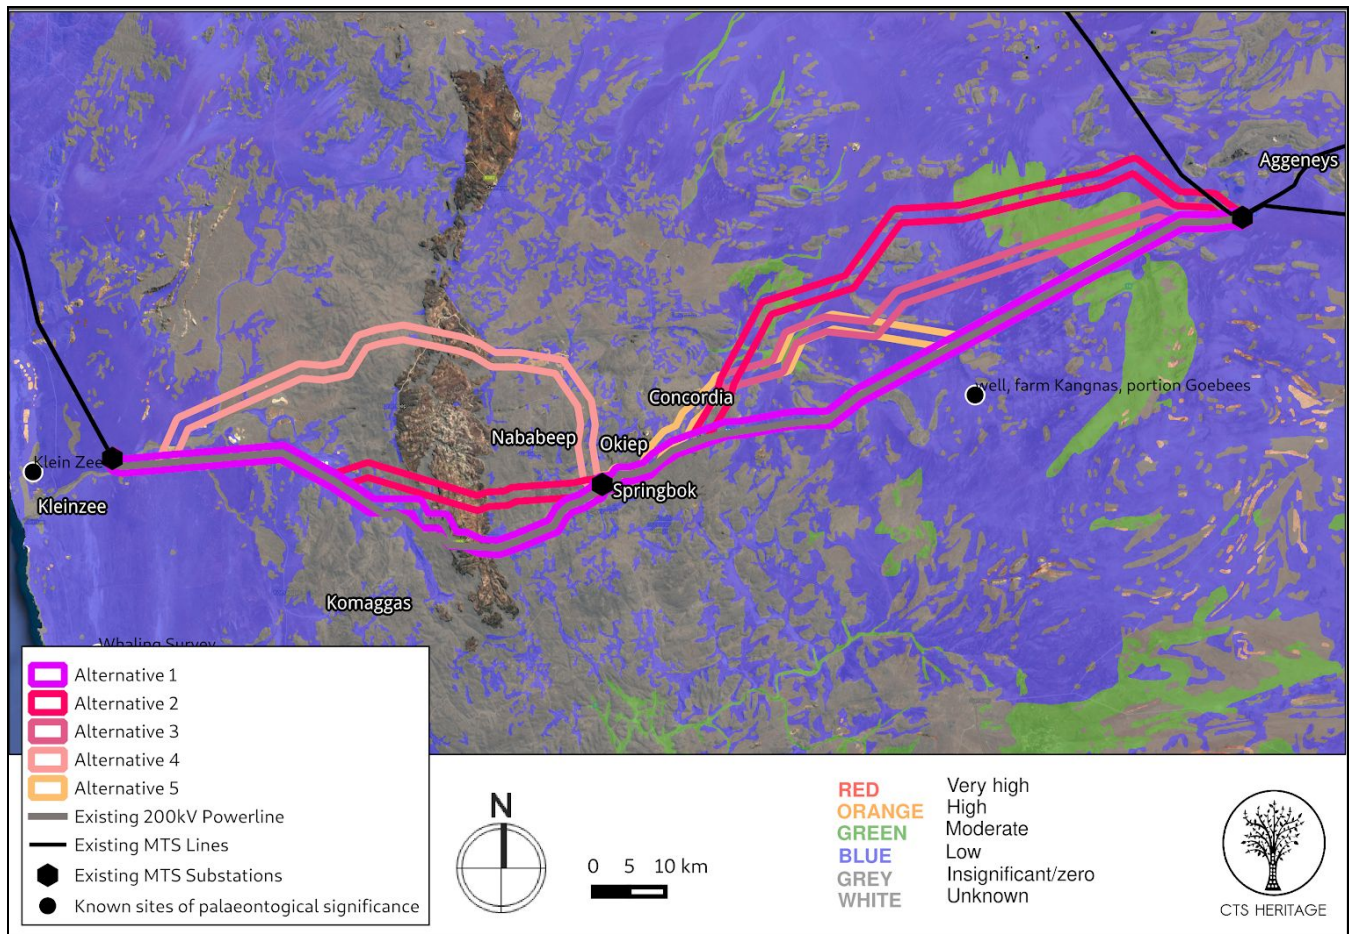 Aggeneys
well, farm Kangnas, portion Goebees
Concordia
Nababeep
Okiep
Klein Zee
Springbok
Kleinzee
Komaggas
Whaling Survey
Alternative 1
Alternative 2
Alternative 3
Alternative 4
Alternative 5
Existing 200kV Powerline
Existing MTS Lines
Existing MTS Substations
Known sites of palaeontogical significance
N
0 5 10 km
RED Very high
ORANGE High
GREEN Moderate
BLUE Low
GREY Insignificant/zero
WHITE Unknown
CTS HERITAGE